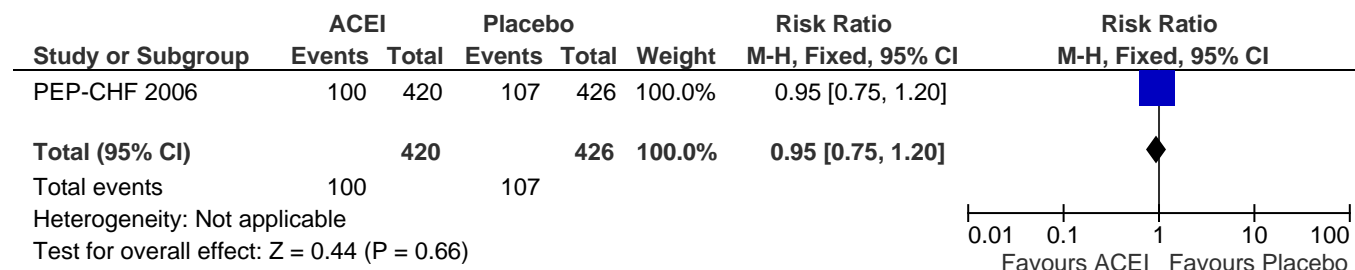 ACEI Placebo Risk Ratio Risk Ratio
Study or Subgroup Events Total Events Total Weight M-H, Fixed, 95% CI M-H, Fixed, 95% CI
PEP-CHF 2006 100 420 107 426 100.0% 0.95 [0.75, 1.20]
Total (95% CI) 420 426 100.0% 0.95 [0.75, 1.20]
Total events 100 107
Heterogeneity: Not applicable
Test for overall effect: Z = 0.44 (P = 0.66)
0.01 0.1 1 10 100
Favours ACEI Favours Placebo